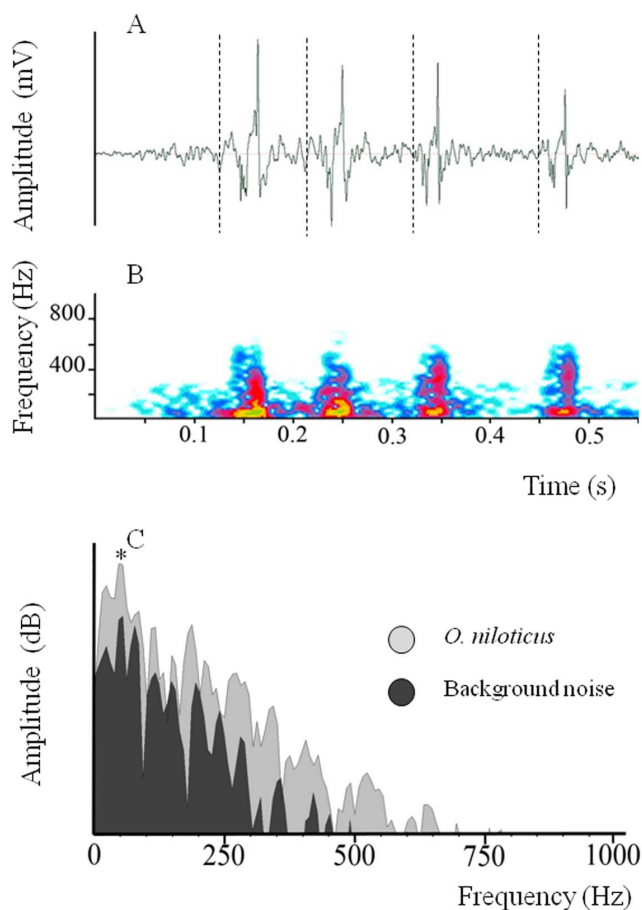 A
Amplitude (mV)
B
Frequency (Hz)
800
400
0.1 0.2 0.3 0.4 0.5
Time (s)
*C
Amplitude (dB)
O. niloticus
Background noise
0 250 500 750 1000
Frequency (Hz)